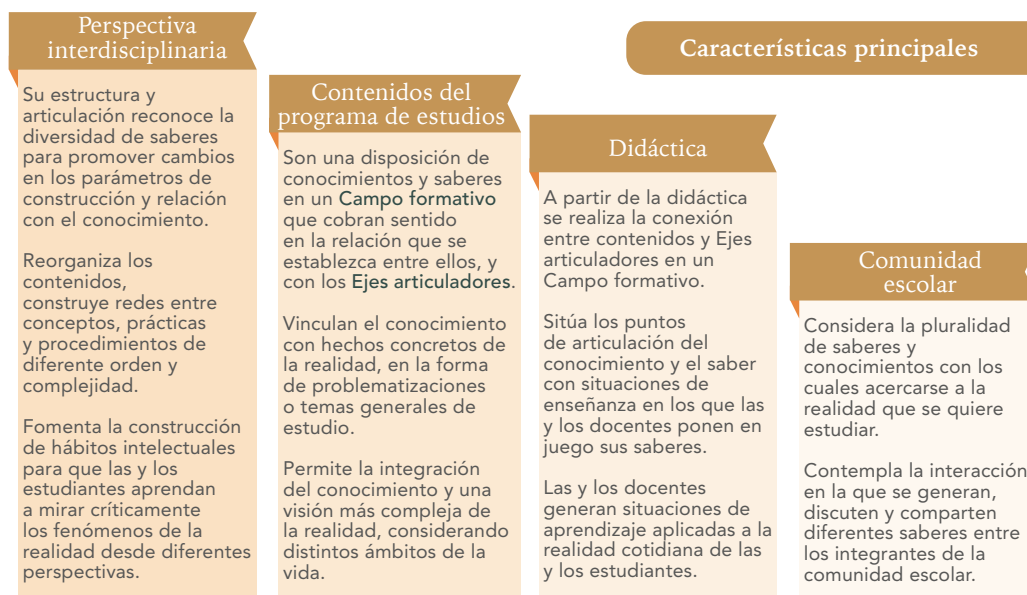 Características principales
Perspectiva
interdisciplinaria
Su estructura y
articulación reconoce la
diversidad de saberes
para promover cambios
en los parámetros de
construcción y relación
con el conocimiento.
Reorganiza los
contenidos,
construye redes entre
conceptos, prácticas
y procedimientos de
diferente orden y
complejidad.
Fomenta la construcción
de hábitos intelectuales
para que las y los
estudiantes aprendan
a mirar críticamente
los fenómenos de la
realidad desde diferentes
perspectivas.
Contenidos del
programa de estudios
Son una disposición de
conocimientos y saberes
en un Campo formativo
que cobran sentido
en la relación que se
establezca entre ellos, y
con los Ejes articuladores.
Vinculan el conocimiento
con hechos concretos de
la realidad, en la forma
de problematizaciones
o temas generales de
estudio.
Permite la integración
del conocimiento y una
visión más compleja de
la realidad, considerando
distintos ámbitos de la
vida.
Didáctica
A partir de la didáctica
se realiza la conexión
entre contenidos y Ejes
articuladores en un
Campo formativo.
Sitúa los puntos
de articulación del
conocimiento y el saber
con situaciones de
enseñanza en los que las
y los docentes ponen en
juego sus saberes.
Las y los docentes
generan situaciones de
aprendizaje aplicadas a la
realidad cotidiana de las
y los estudiantes.
Comunidad
escolar
Considera la pluralidad
de saberes y
conocimientos con los
cuales acercarse a la
realidad que se quiere
estudiar.
Contempla la interacción
en la que se generan,
discuten y comparten
diferentes saberes entre
los integrantes de la
comunidad escolar.